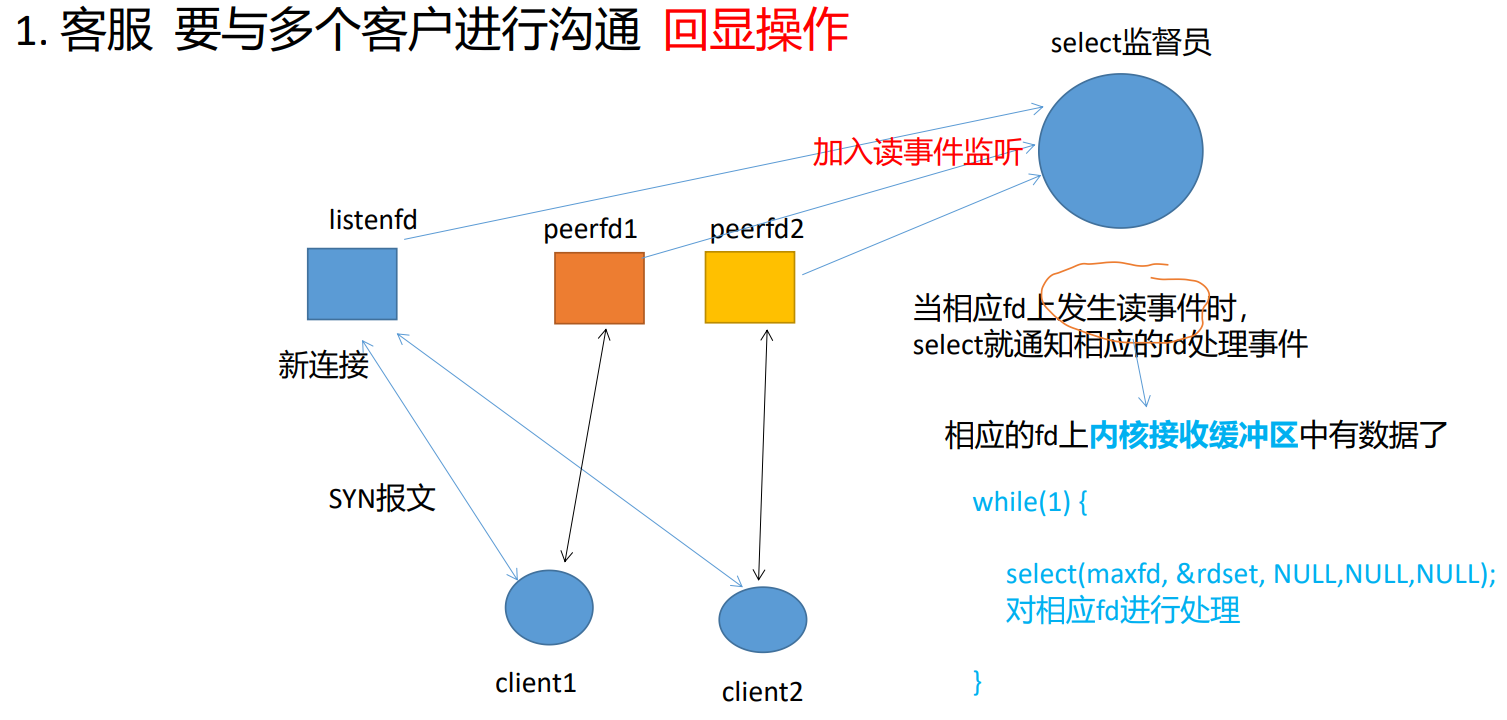 1. 客服 要与多个客户进行沟通 回显操作
select监督员
加入读事件监听
listenfd
peerfd1
peerfd2
当相应fd上发生读事件时，
select就通知相应的fd处理事件
新连接
相应的fd上内核接收缓冲区中有数据了
SYN报文
while(1) {
select(maxfd, &rdset, NULL,NULL,NULL);
对相应fd进行处理
}
client1
client2